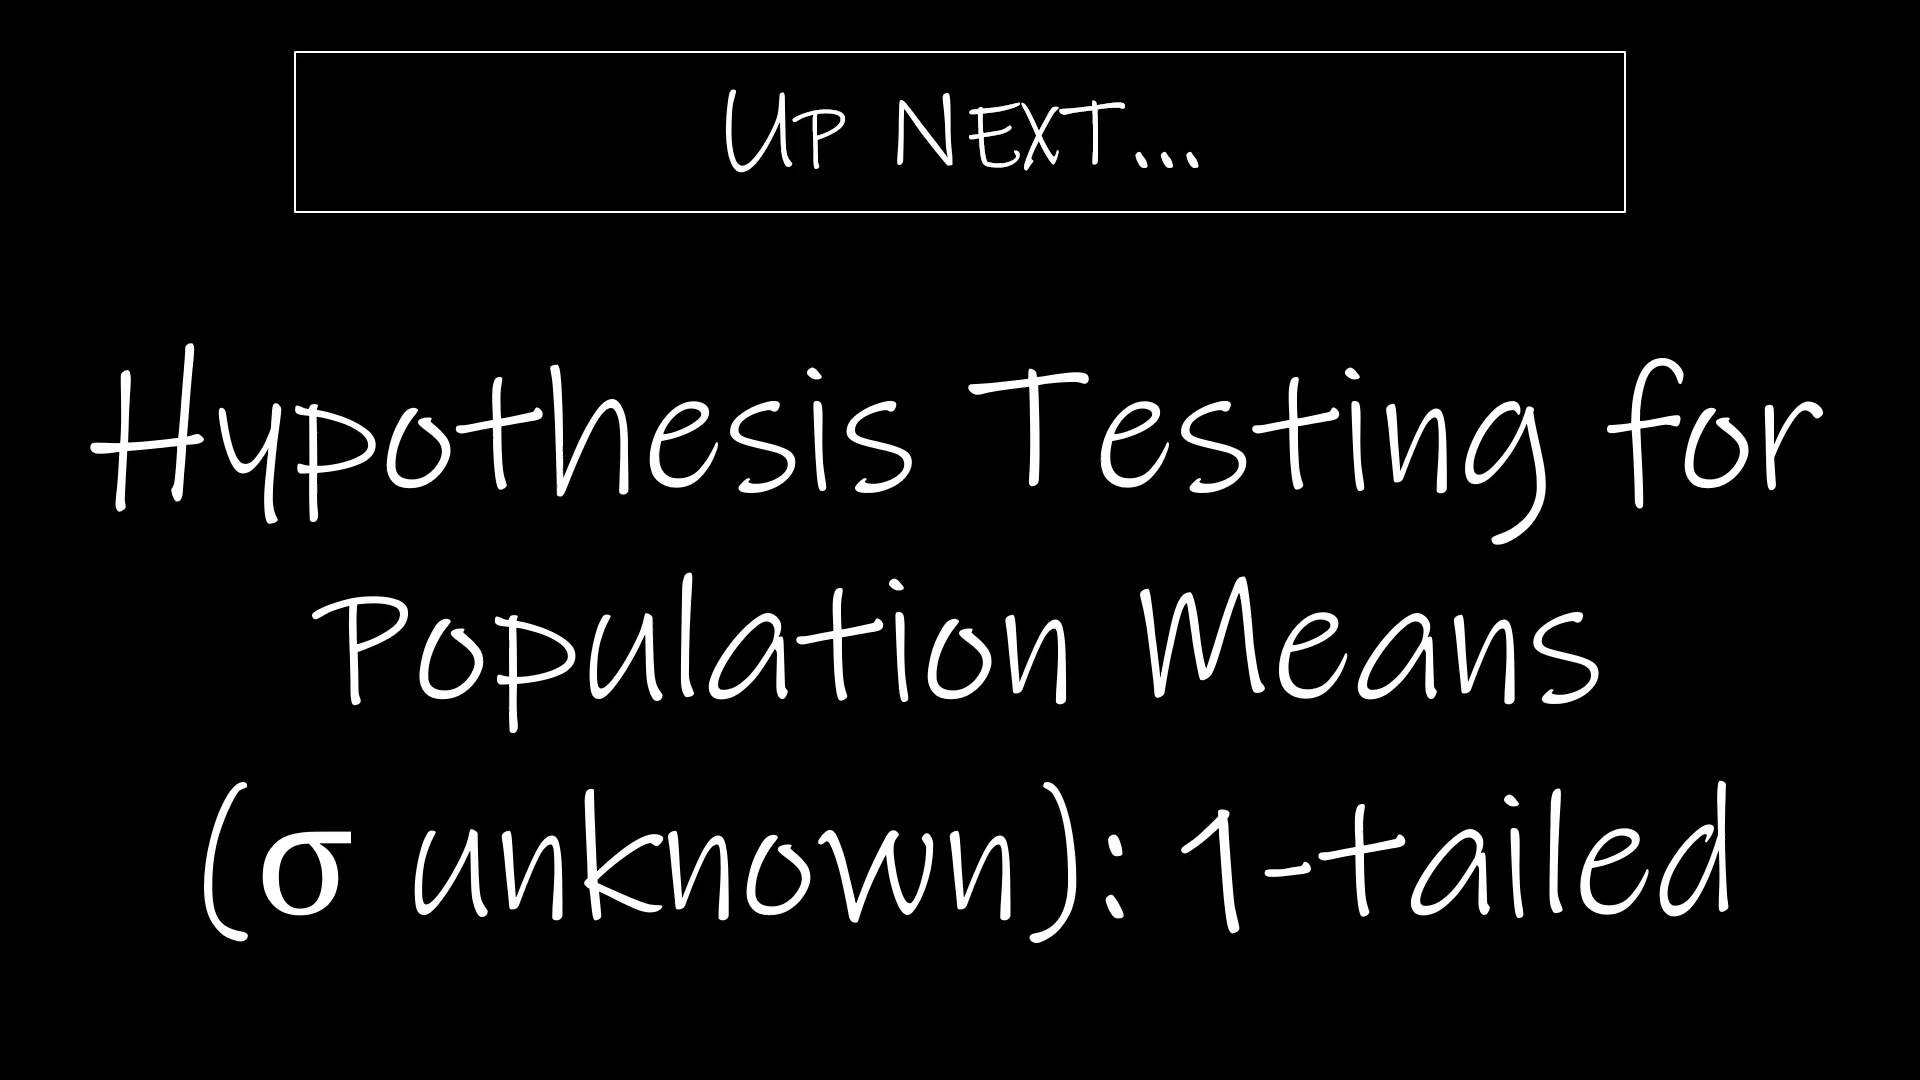 Up Next...
Hypothesis Testing for
Population Means
(σ unknown): 1-tailed